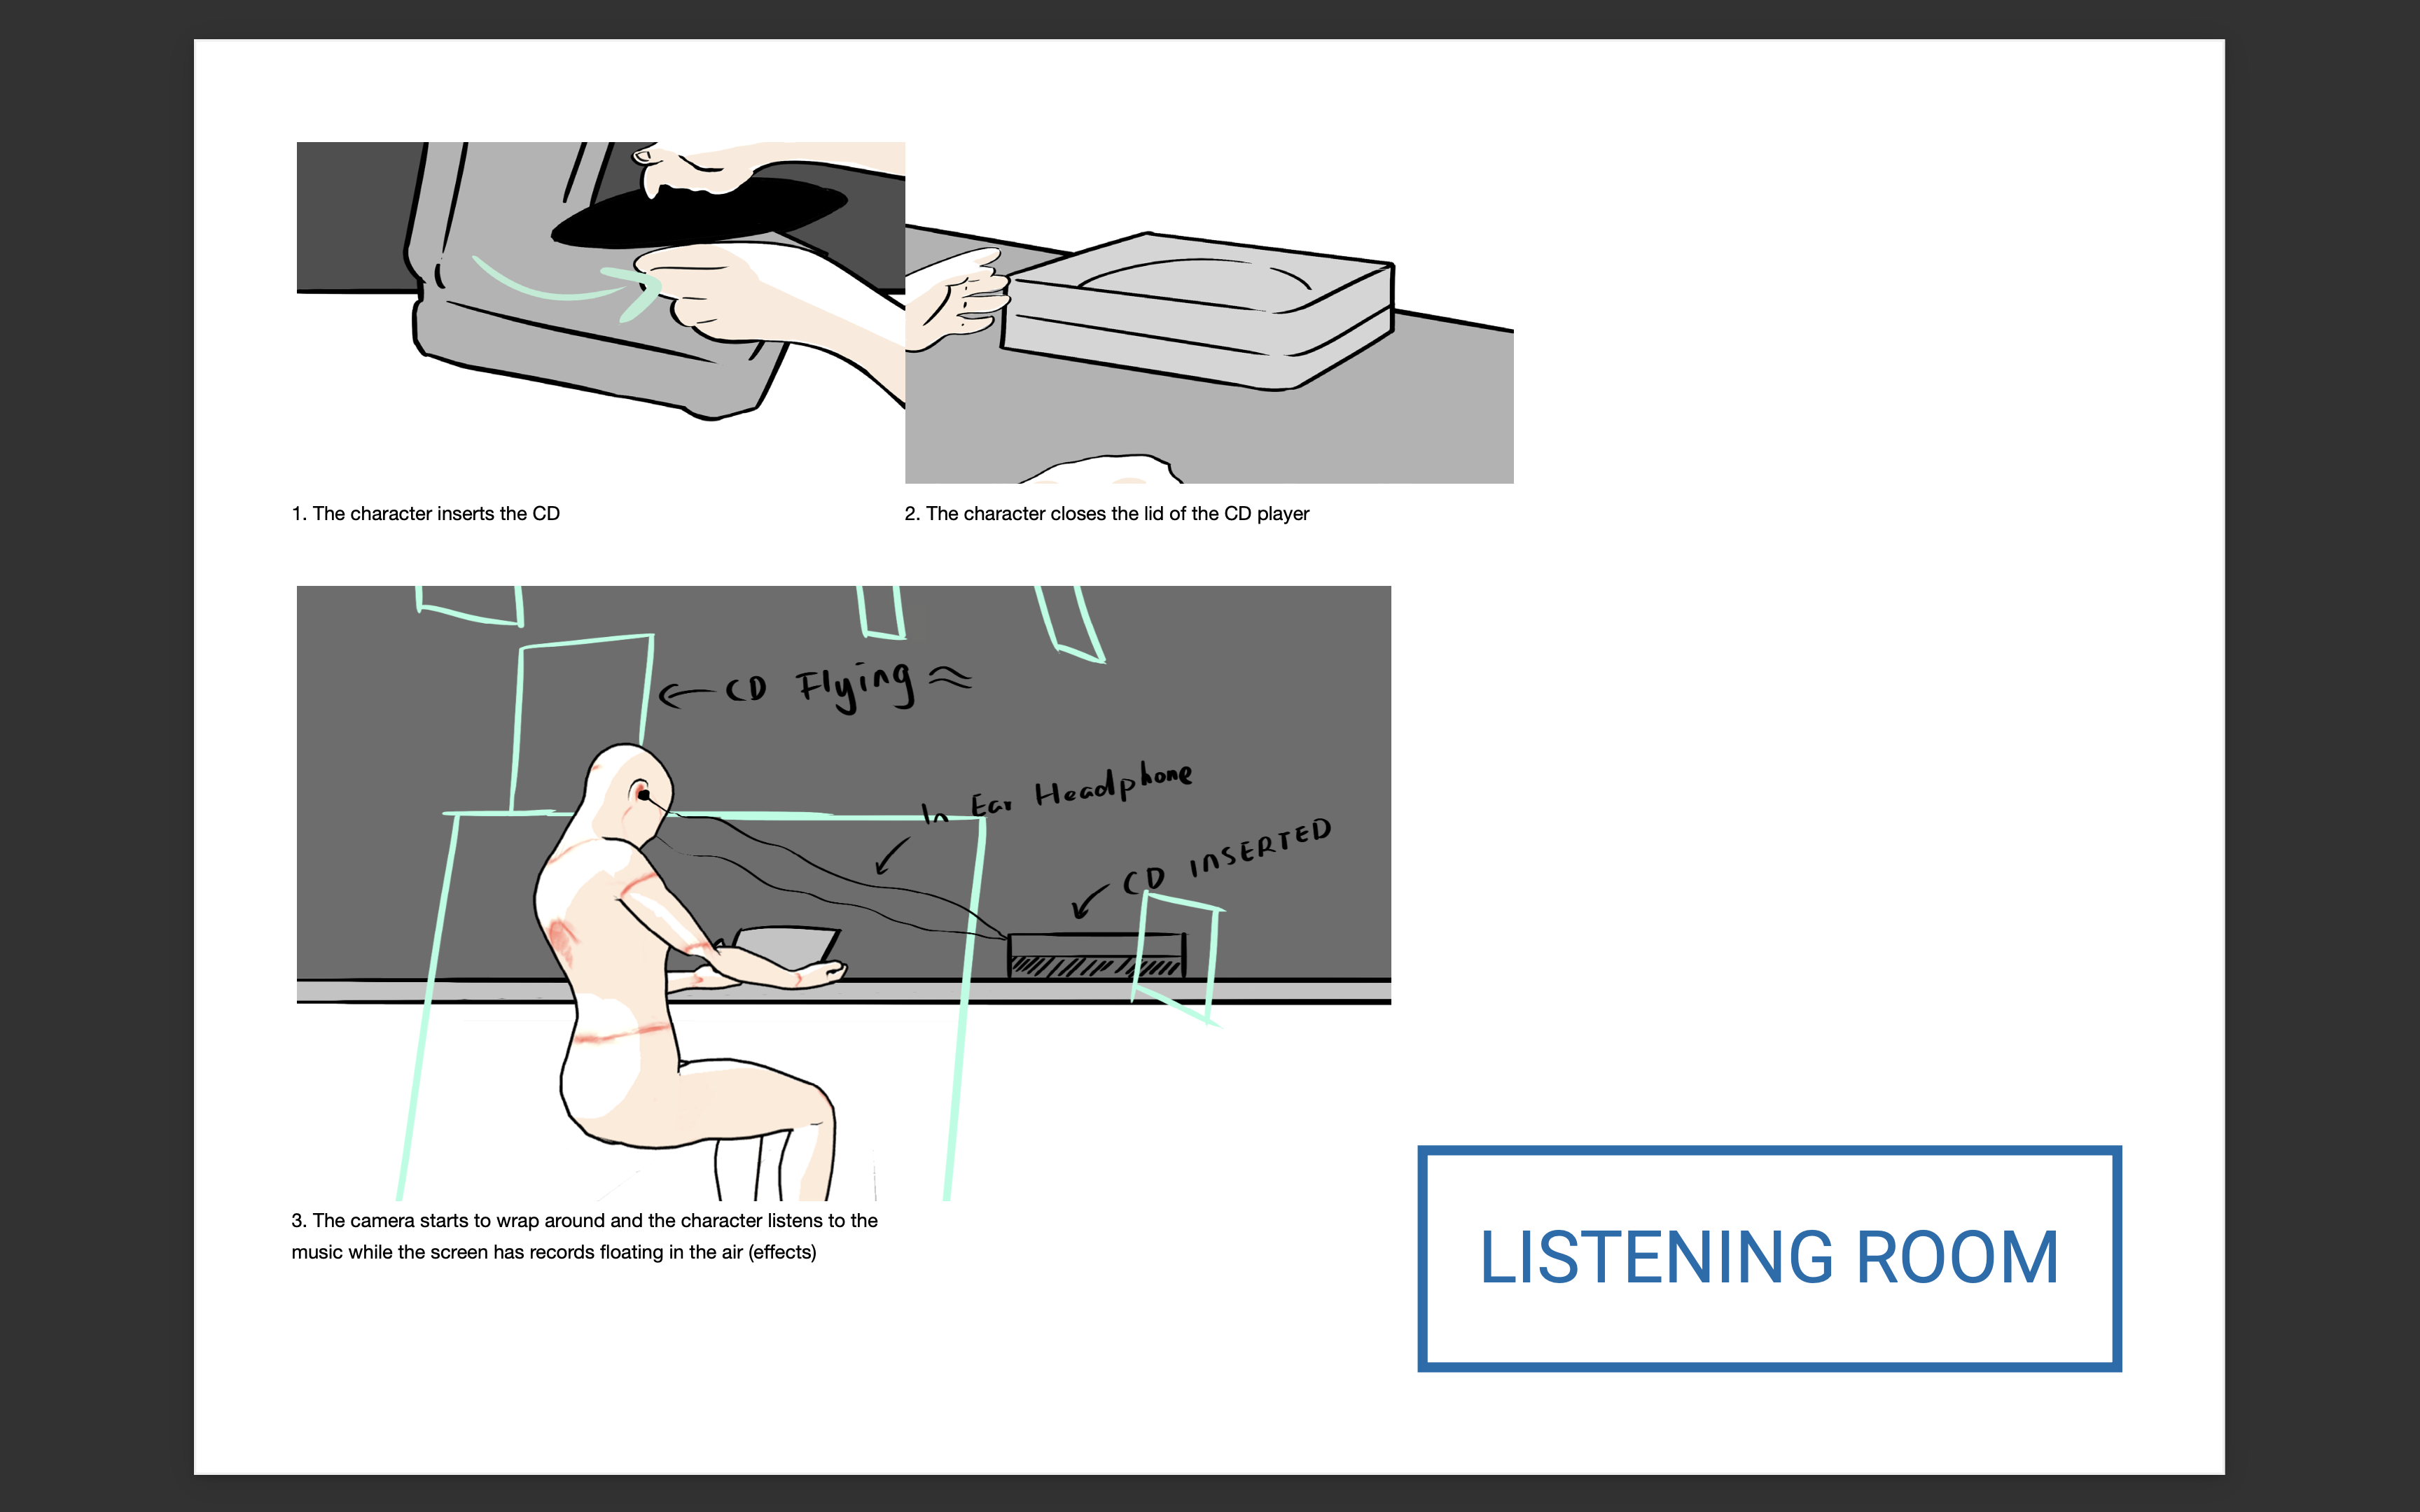 1. The character inserts the CD
2. The character closes the lid of the CD player
CD Flying
In Ear Headphone
CD INSERTED
3. The camera starts to wrap around and the character listens to the
music while the screen has records floating in the air (effects)
LISTENING ROOM